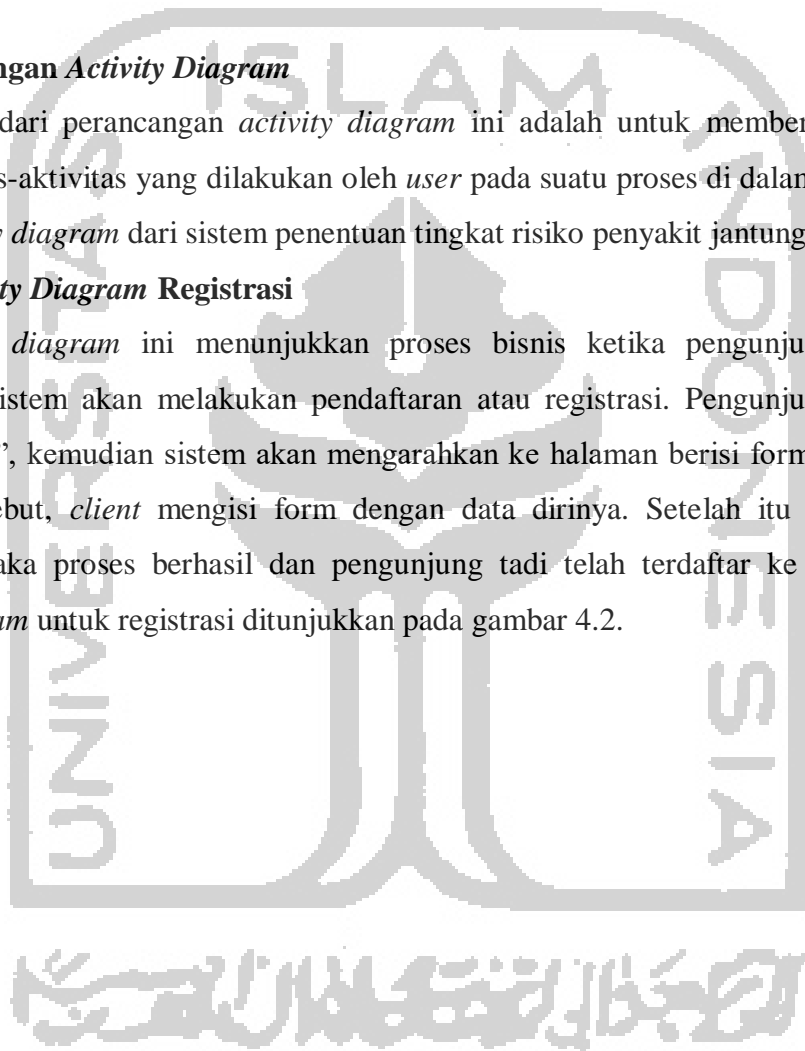 ISLAM
UNIVERSITAS
INDONESIA
ngan Activity Diagram
dari perancangan activity diagram ini adalah untuk member
s-aktivitas yang dilakukan oleh user pada suatu proses di dalan
y diagram dari sistem penentuan tingkat risiko penyakit jantung
ty Diagram Registrasi
diagram ini menunjukkan proses bisnis ketika pengunju
istem akan melakukan pendaftaran atau registrasi. Pengunju
”, kemudian sistem akan mengarahkan ke halaman berisi form
ebut, client mengisi form dengan data dirinya. Setelah itu
aka proses berhasil dan pengunjung tadi telah terdaftar ke
am untuk registrasi ditunjukkan pada gambar 4.2.